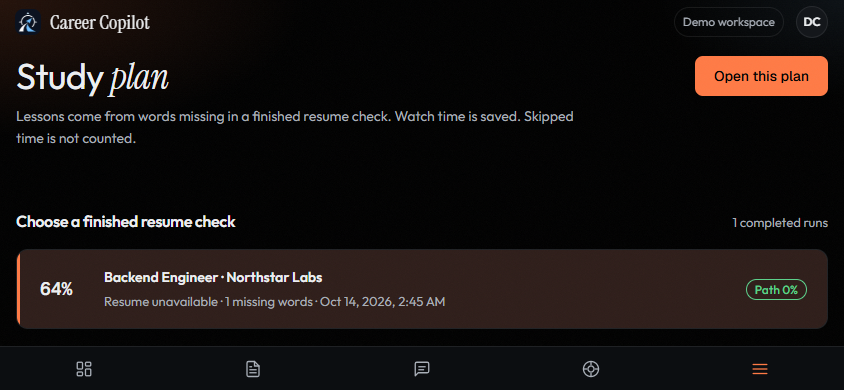 Career Copilot
Demo workspace
DC
Study plan
Open this plan
Lessons come from words missing in a finished resume check. Watch time is saved. Skipped
time is not counted.
Choose a finished resume check
1 completed runs
64%
Backend Engineer · Northstar Labs
Resume unavailable · 1 missing words · Oct 14, 2026, 2:45 AM
Path 0%